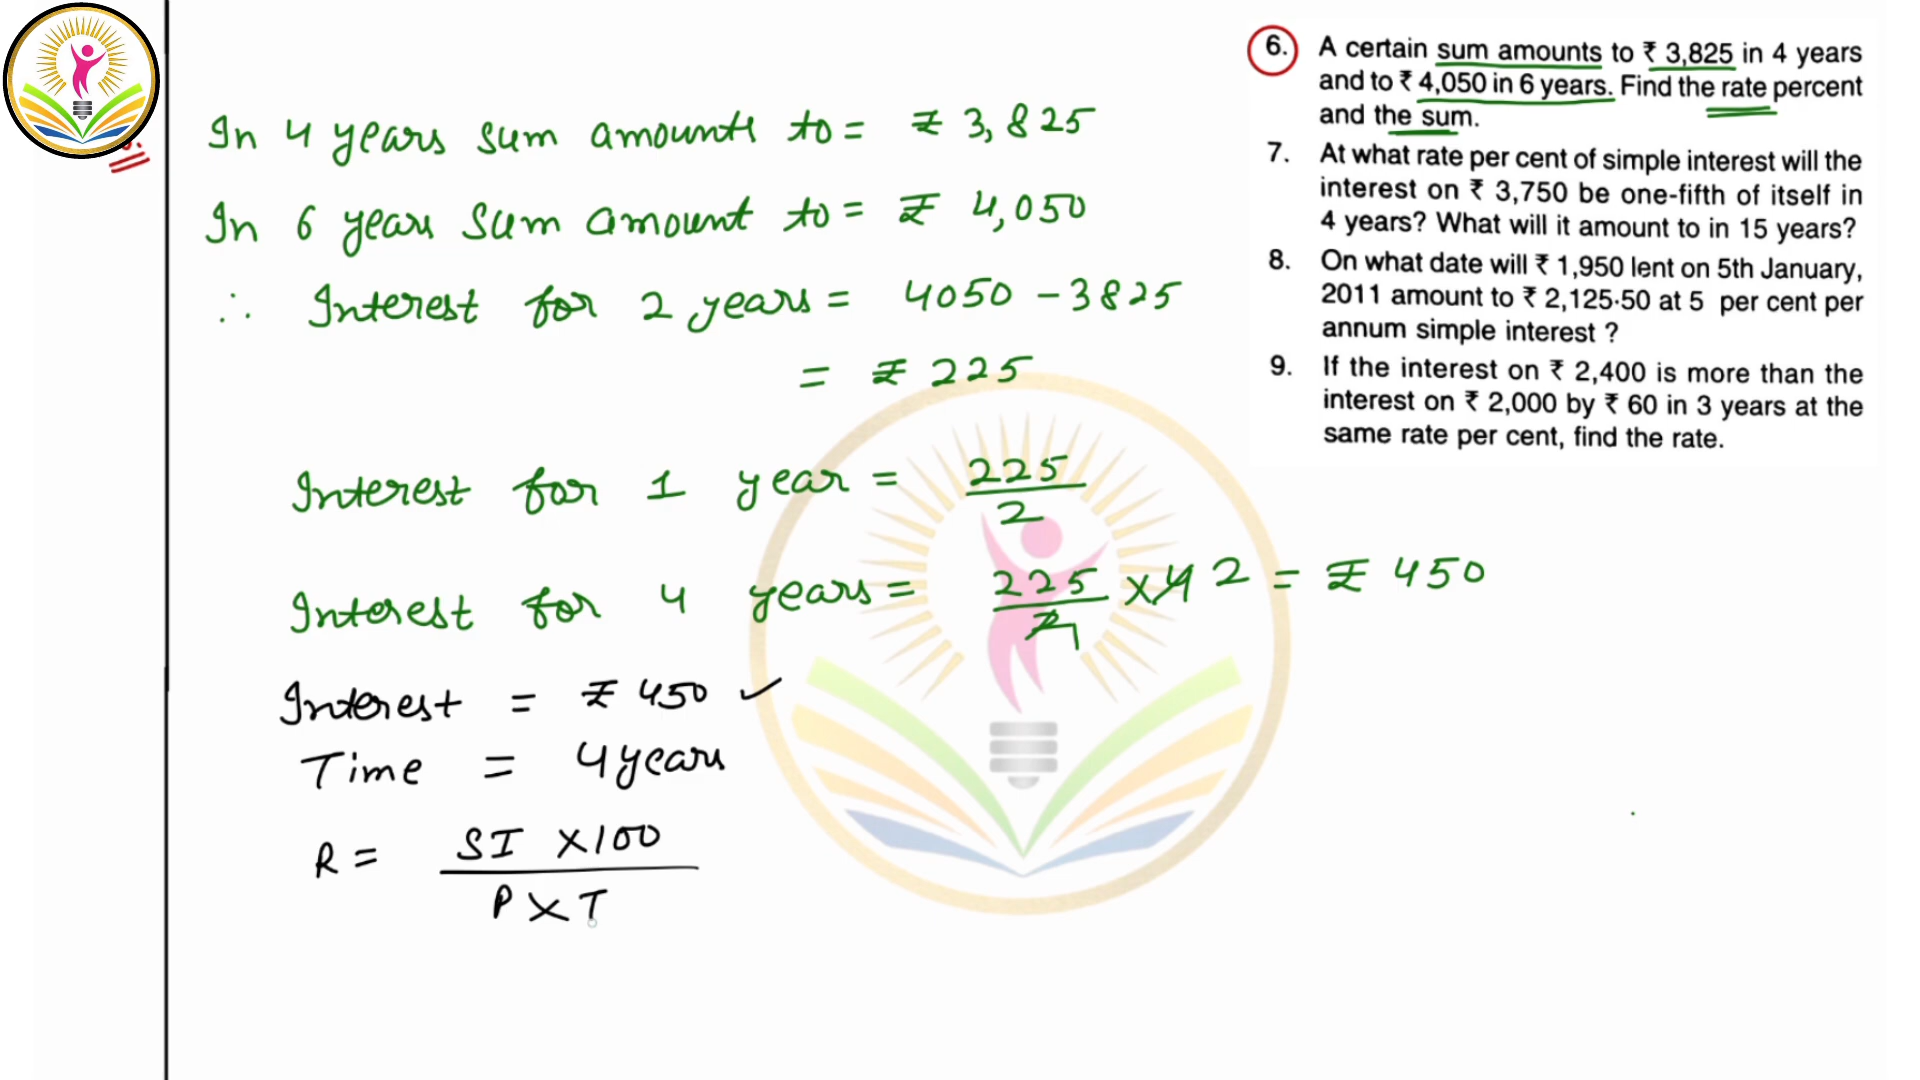 In 4 years sum amounts to = ₹ 3,825
In 6 years sum amount to = ₹ 4,050
∴ Interest for 2 years = 4050 - 3825
= ₹ 225
Interest for 1 year = 225/2
Interest for 4 years = 225/2 1 × 4 2 = ₹ 450
Interest = ₹ 450 ✓
Time = 4 years
R = SI × 100
P × T
6. A certain sum amounts to ₹ 3,825 in 4 years
and to ₹ 4,050 in 6 years. Find the rate percent
and the sum.
7. At what rate per cent of simple interest will the
interest on ₹ 3,750 be one-fifth of itself in
4 years? What will it amount to in 15 years?
8. On what date will ₹ 1,950 lent on 5th January,
2011 amount to ₹ 2,125·50 at 5 per cent per
annum simple interest ?
9. If the interest on ₹ 2,400 is more than the
interest on ₹ 2,000 by ₹ 60 in 3 years at the
same rate per cent, find the rate.